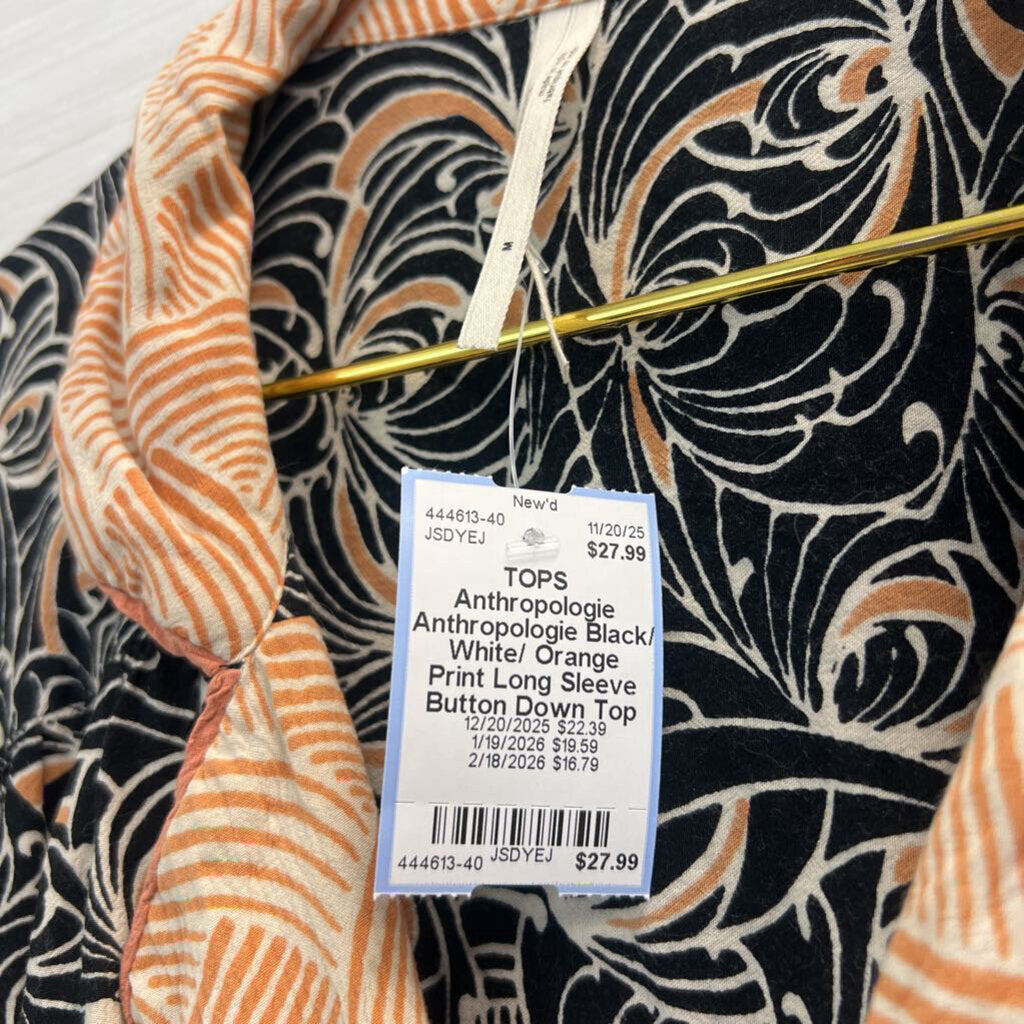 M
New'd
444613-40
11/20/25
JSDYEJ
$27.99
TOPS
Anthropologie
Anthropologie Black/
White/ Orange
Print Long Sleeve
Button Down Top
12/20/2025 $22.39
1/19/2026 $19.59
2/18/2026 $16.79
444613-40 JSDYEJ $27.99